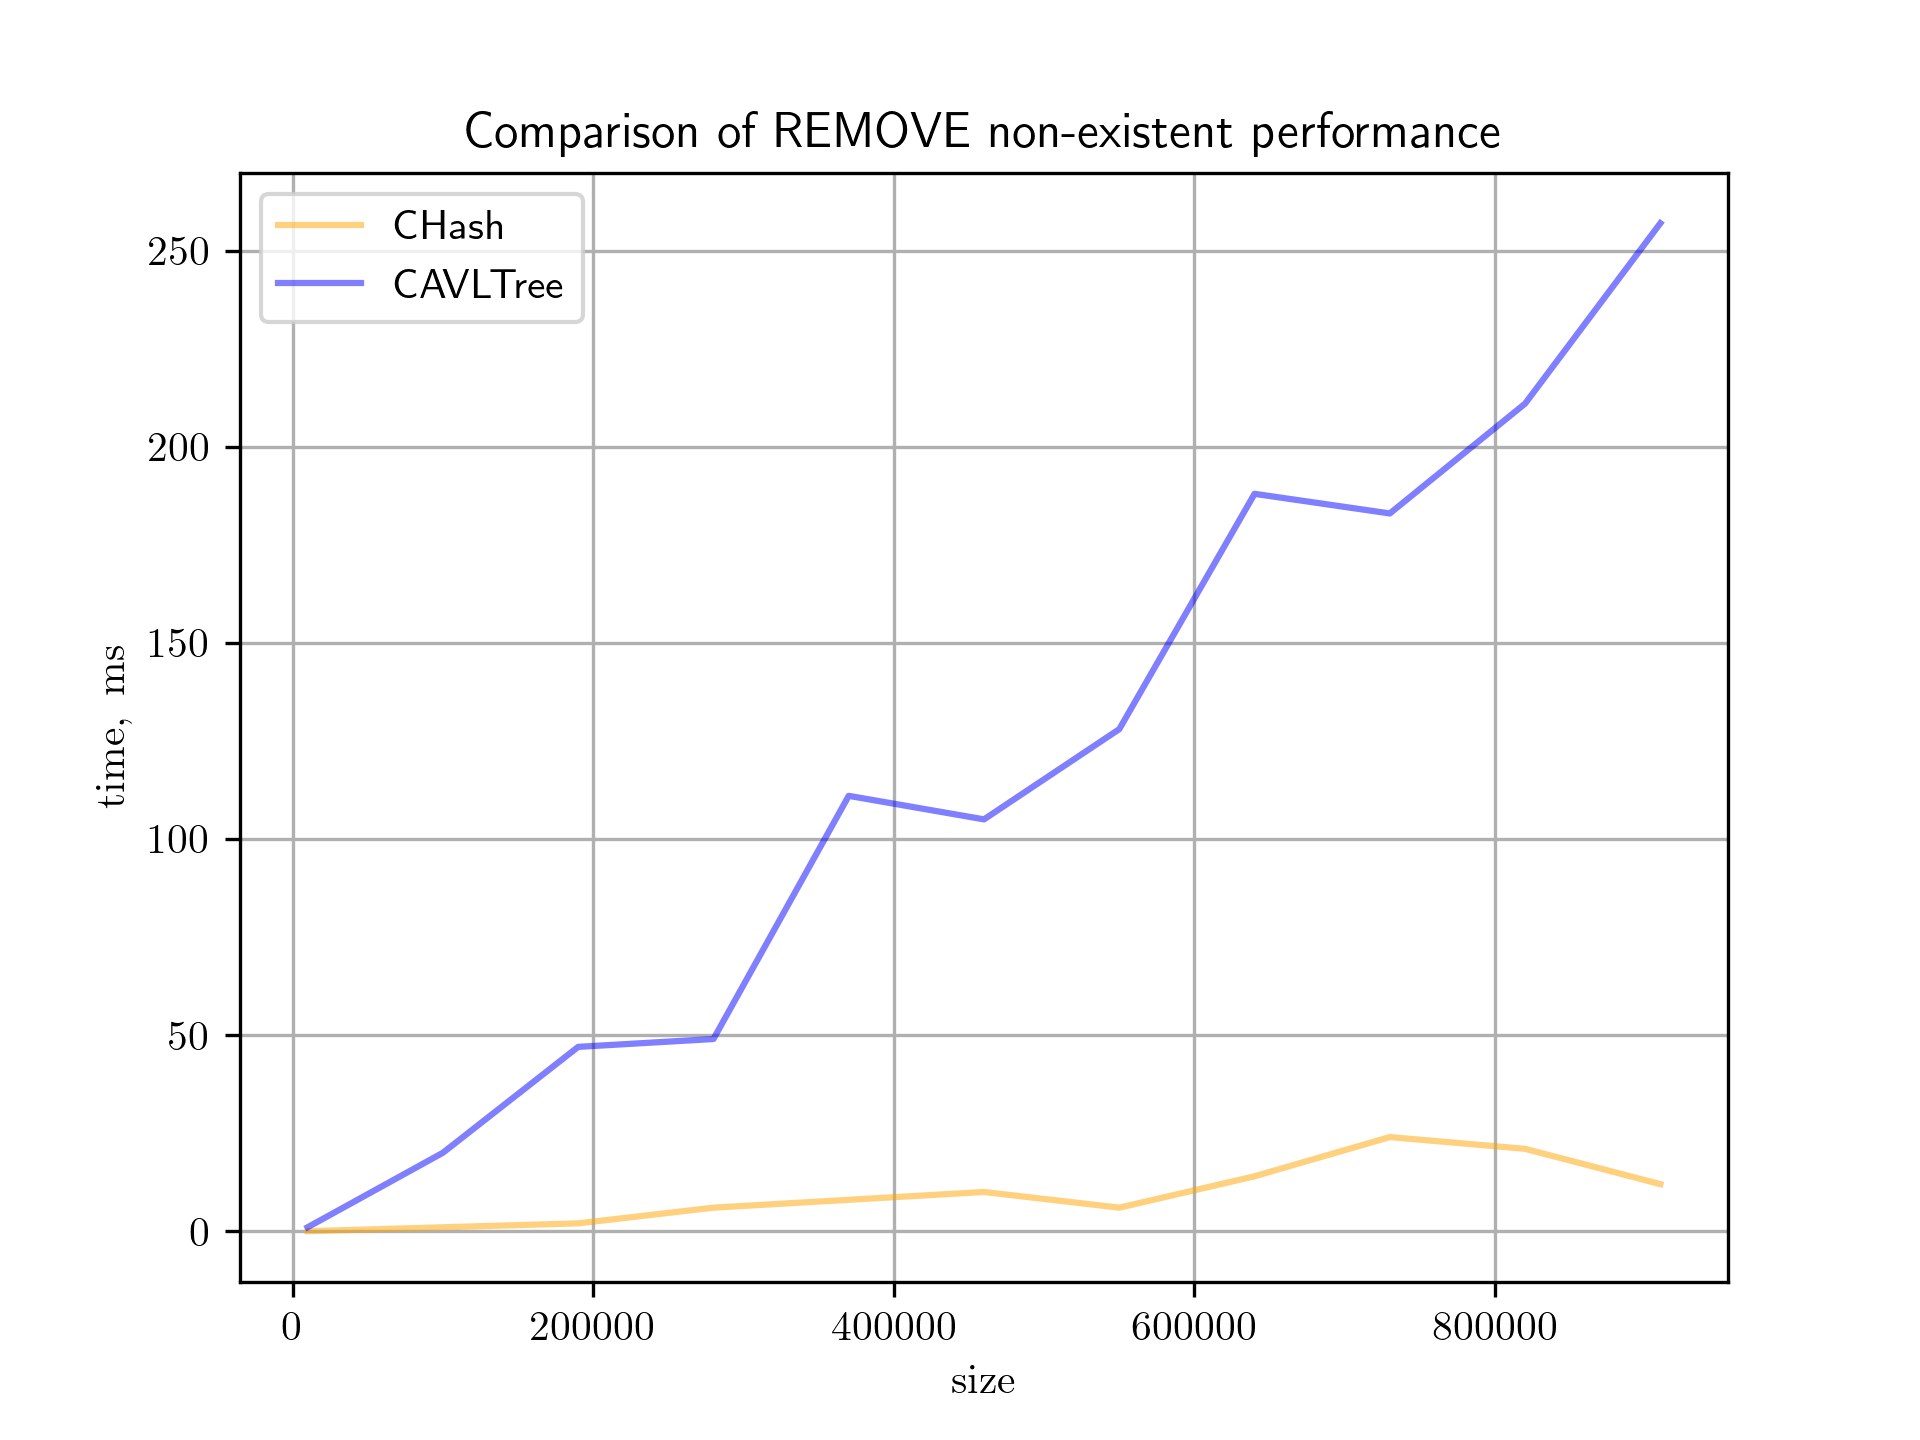 Comparison of REMOVE non-existent performance
CHash
CAVLTree
250
200
150
100
50
0
time, ms
0 200000 400000 600000 800000
size